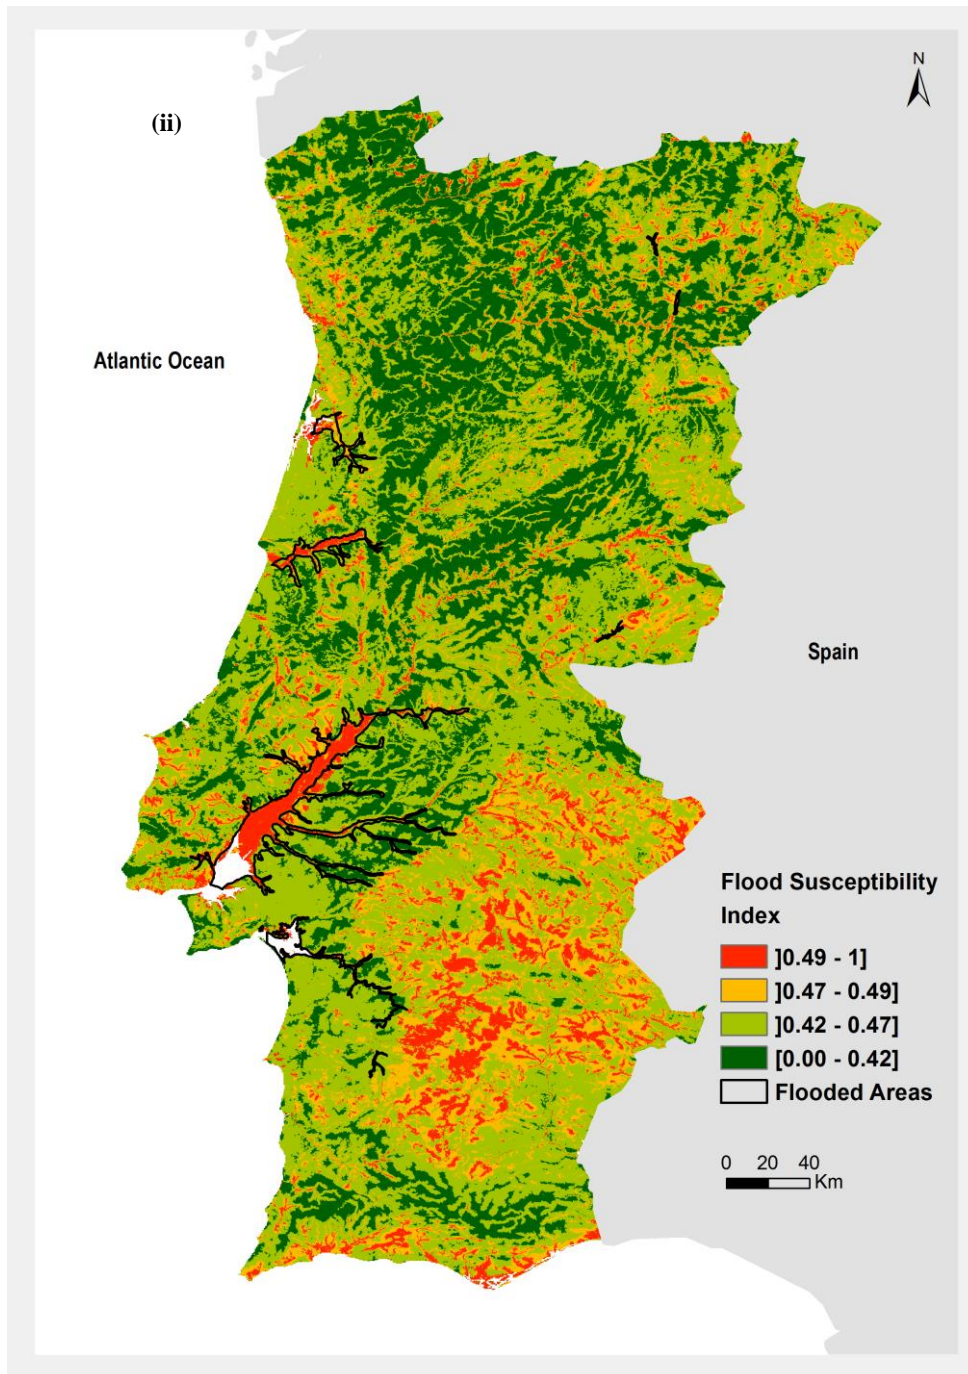 N
(ii)
Atlantic Ocean
Spain
Flood Susceptibility
Index
]0.49 - 1]
]0.47 - 0.49]
]0.42 - 0.47]
[0.00 - 0.42]
Flooded Areas
0 20 40
Km